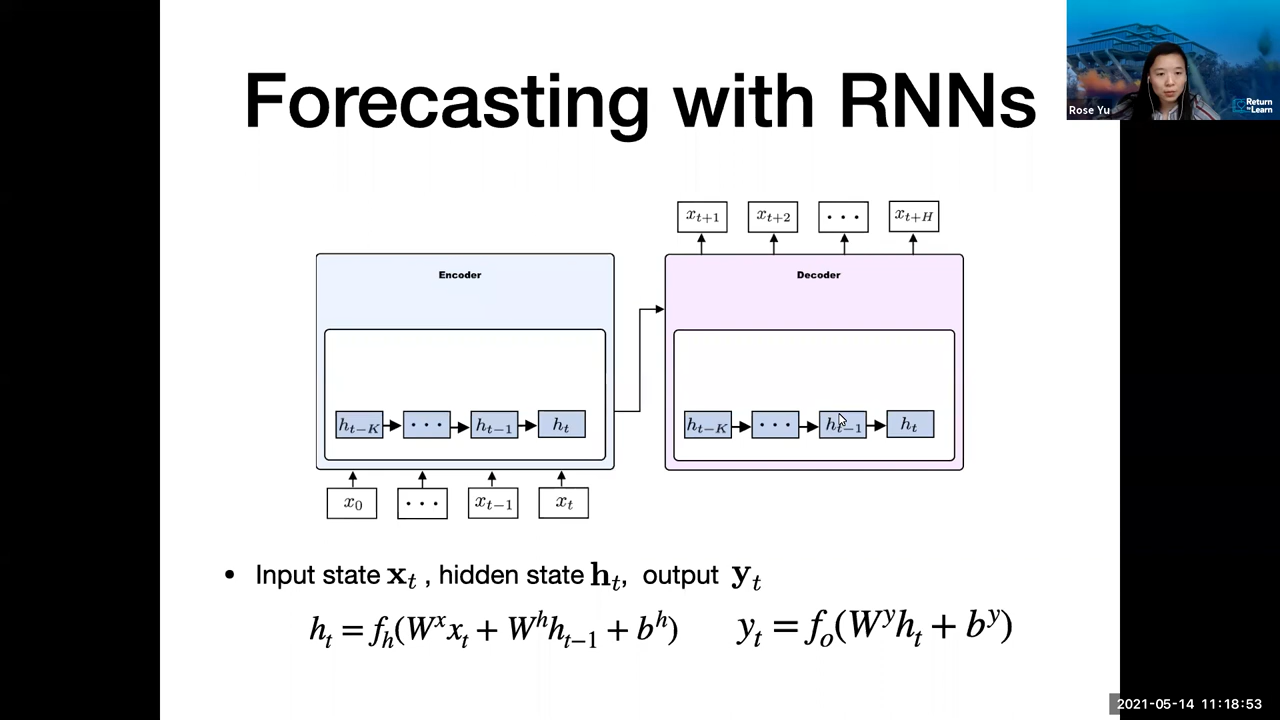 Forecasting with RNNs
Rose Yu
Return to Learn
x_{t+1} x_{t+2} ··· x_{t+H}
Encoder
Decoder
h_{t−K} ··· h_{t−1} h_t
h_{t−K} ··· h_{t−1} h_t
x_0 ··· x_{t−1} x_t
• Input state x_t , hidden state h_t, output y_t
h_t = f_h(W^x x_t + W^h h_{t−1} + b^h) y_t = f_o(W^y h_t + b^y)
2021-05-14 11:18:53